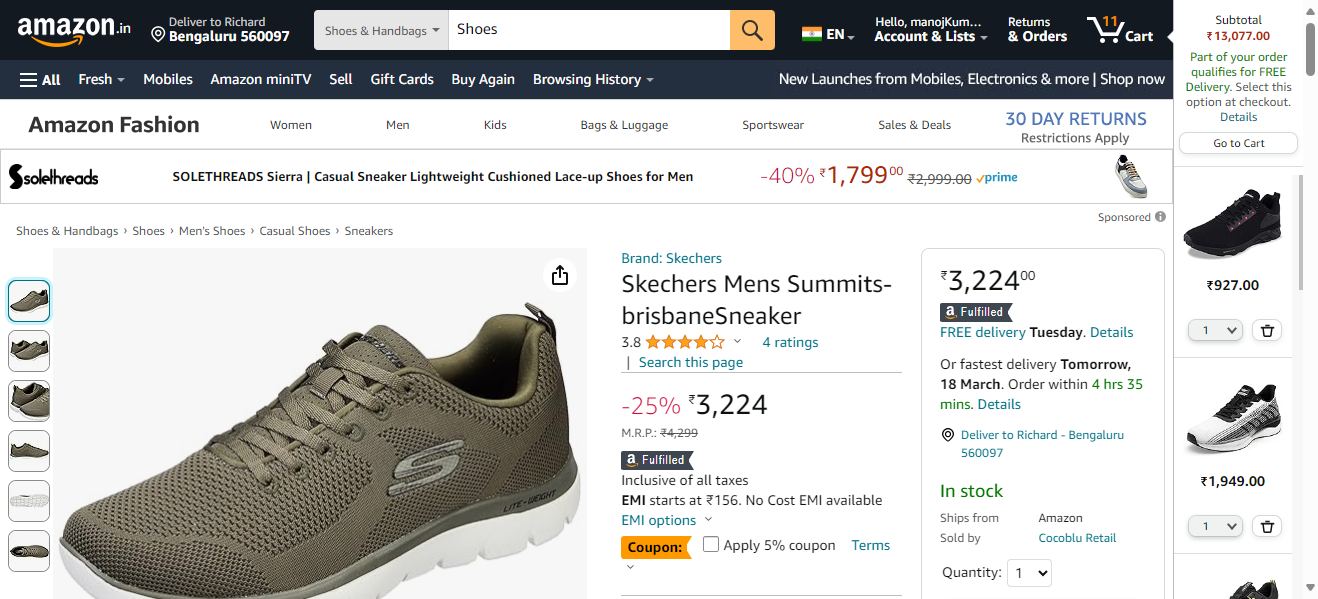 amazon.in
Deliver to Richard
Bengaluru 560097
Shoes & Handbags
Shoes
EN
Hello, manojKum...
Account & Lists
Returns
& Orders
11
Cart
All
Fresh
Mobiles
Amazon miniTV
Sell
Gift Cards
Buy Again
Browsing History
New Launches from Mobiles, Electronics & more | Shop now
Amazon Fashion
Women
Men
Kids
Bags & Luggage
Sportswear
Sales & Deals
30 DAY RETURNS
Restrictions Apply
solethreads
SOLETHREADS Sierra | Casual Sneaker Lightweight Cushioned Lace-up Shoes for Men
-40% ₹1,79900 ₹2,999.00 prime
Sponsored
Shoes & Handbags › Shoes › Men's Shoes › Casual Shoes › Sneakers
LITE-WEIGHT
Brand: Skechers
Skechers Mens Summits-
brisbaneSneaker
3.8
4 ratings
| Search this page
-25% ₹3,224
M.R.P.: ₹4,299
a Fulfilled
Inclusive of all taxes
EMI starts at ₹156. No Cost EMI available
EMI options
Coupon:
Apply 5% coupon
Terms
₹3,22400
a Fulfilled
FREE delivery Tuesday. Details
Or fastest delivery Tomorrow,
18 March. Order within 4 hrs 35
mins. Details
Deliver to Richard - Bengaluru
560097
In stock
Ships from Amazon
Sold by Cocoblu Retail
Quantity: 1
Subtotal
₹13,077.00
Part of your order
qualifies for FREE
Delivery. Select this
option at checkout.
Details
Go to Cart
₹927.00
1
₹1,949.00
1